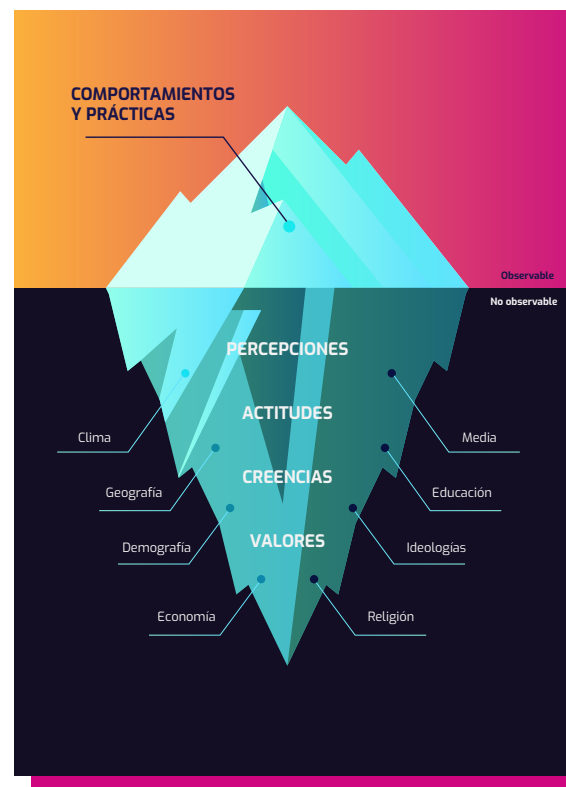 COMPORTAMIENTOS
Y PRÁCTICAS
Observable
No observable
PERCEPCIONES
ACTITUDES
Clima
Media
CREENCIAS
Geografía
Educación
VALORES
Demografía
Ideologías
Economía
Religión